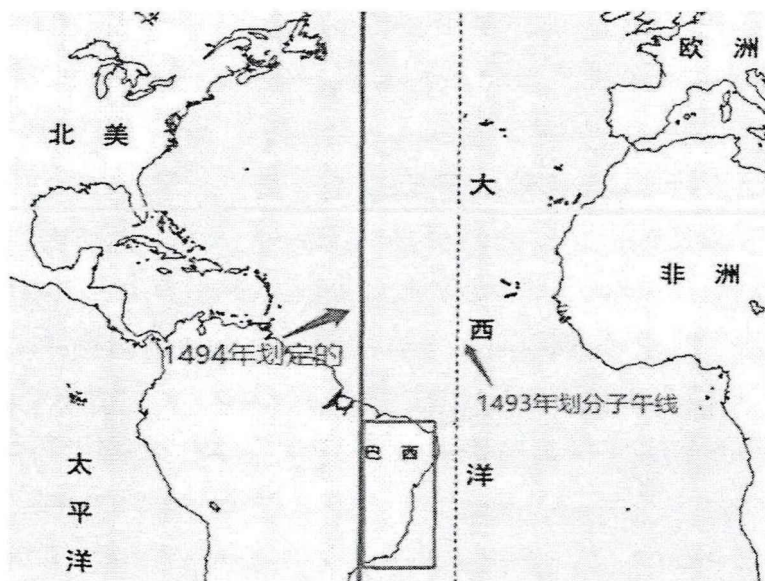 欧 洲
北 美
大
西
洋
非 洲
1494年划定的
1493年划分子午线
巴 西
太
平
洋